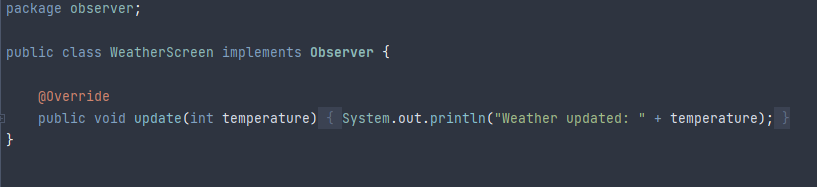 package observer;
public class WeatherScreen implements Observer {
@Override
public void update(int temperature) { System.out.println("Weather updated: " + temperature); }
}